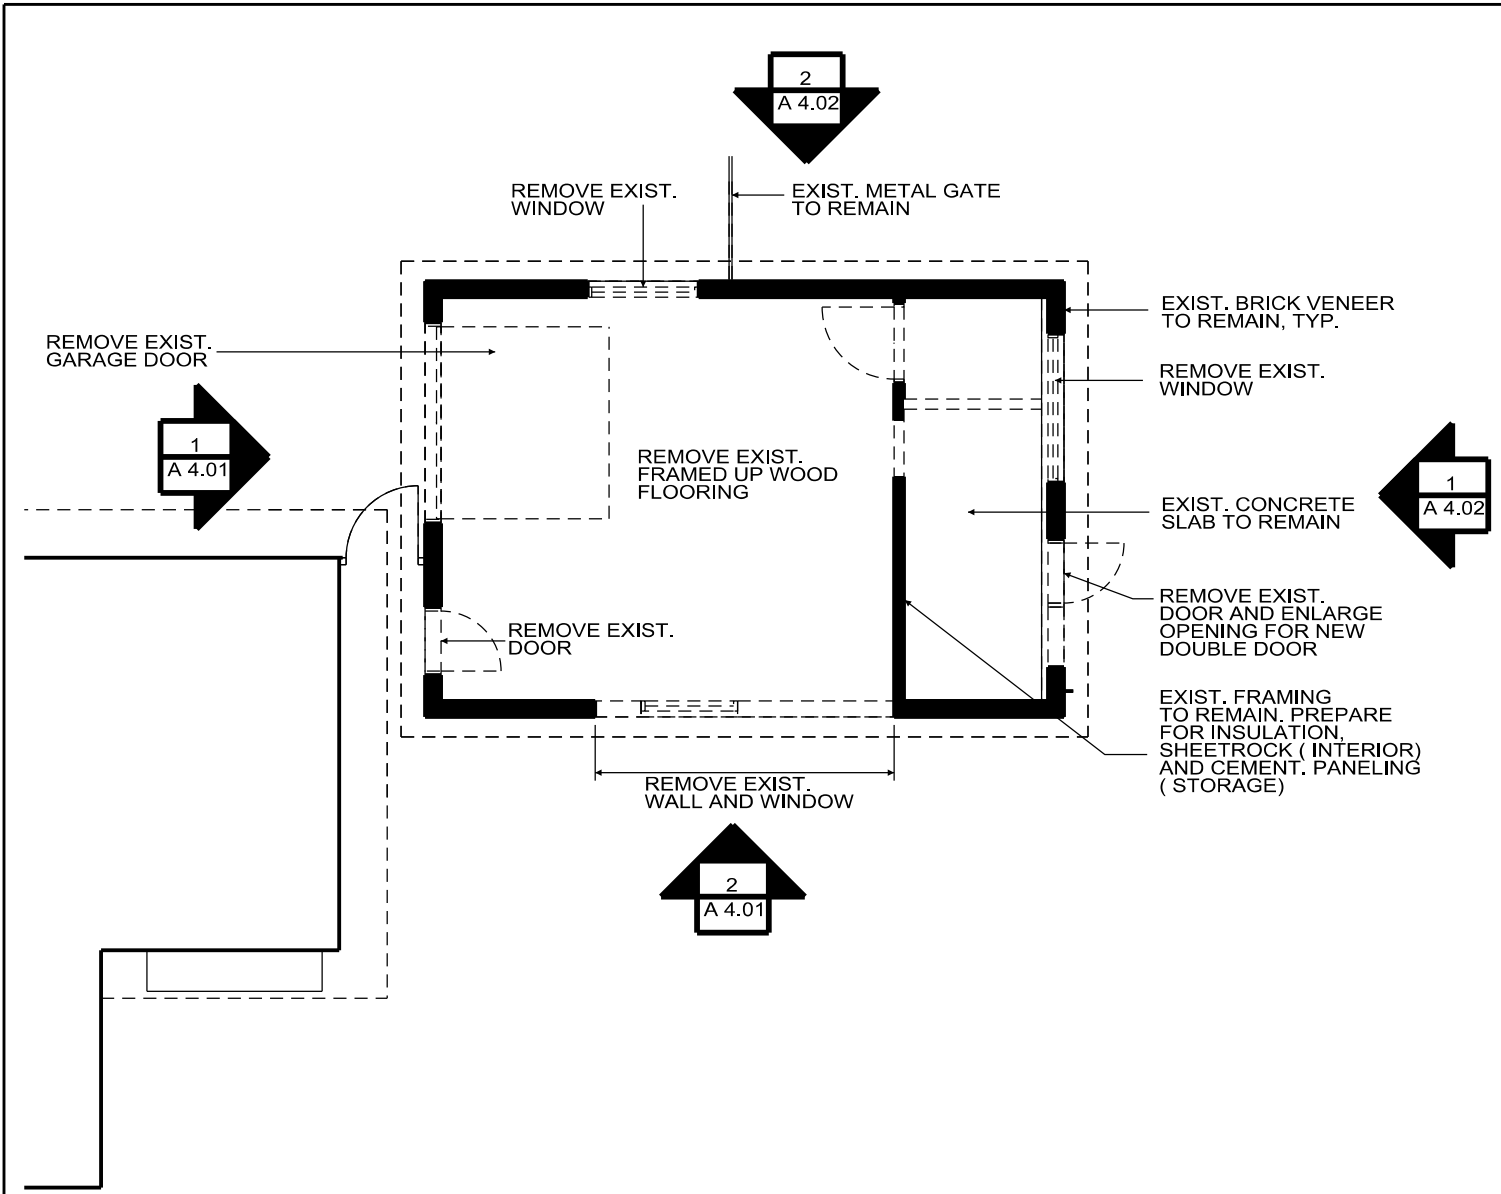 2
A 4.02
REMOVE EXIST.
WINDOW
EXIST. METAL GATE
TO REMAIN
EXIST. BRICK VENEER
TO REMAIN, TYP.
REMOVE EXIST.
GARAGE DOOR
REMOVE EXIST.
WINDOW
1
A 4.01
REMOVE EXIST.
FRAMED UP WOOD
FLOORING
1
A 4.02
EXIST. CONCRETE
SLAB TO REMAIN
REMOVE EXIST.
DOOR AND ENLARGE
OPENING FOR NEW
DOUBLE DOOR
REMOVE EXIST.
DOOR
EXIST. FRAMING
TO REMAIN. PREPARE
FOR INSULATION,
SHEETROCK ( INTERIOR)
AND CEMENT. PANELING
( STORAGE)
REMOVE EXIST.
WALL AND WINDOW
2
A 4.01